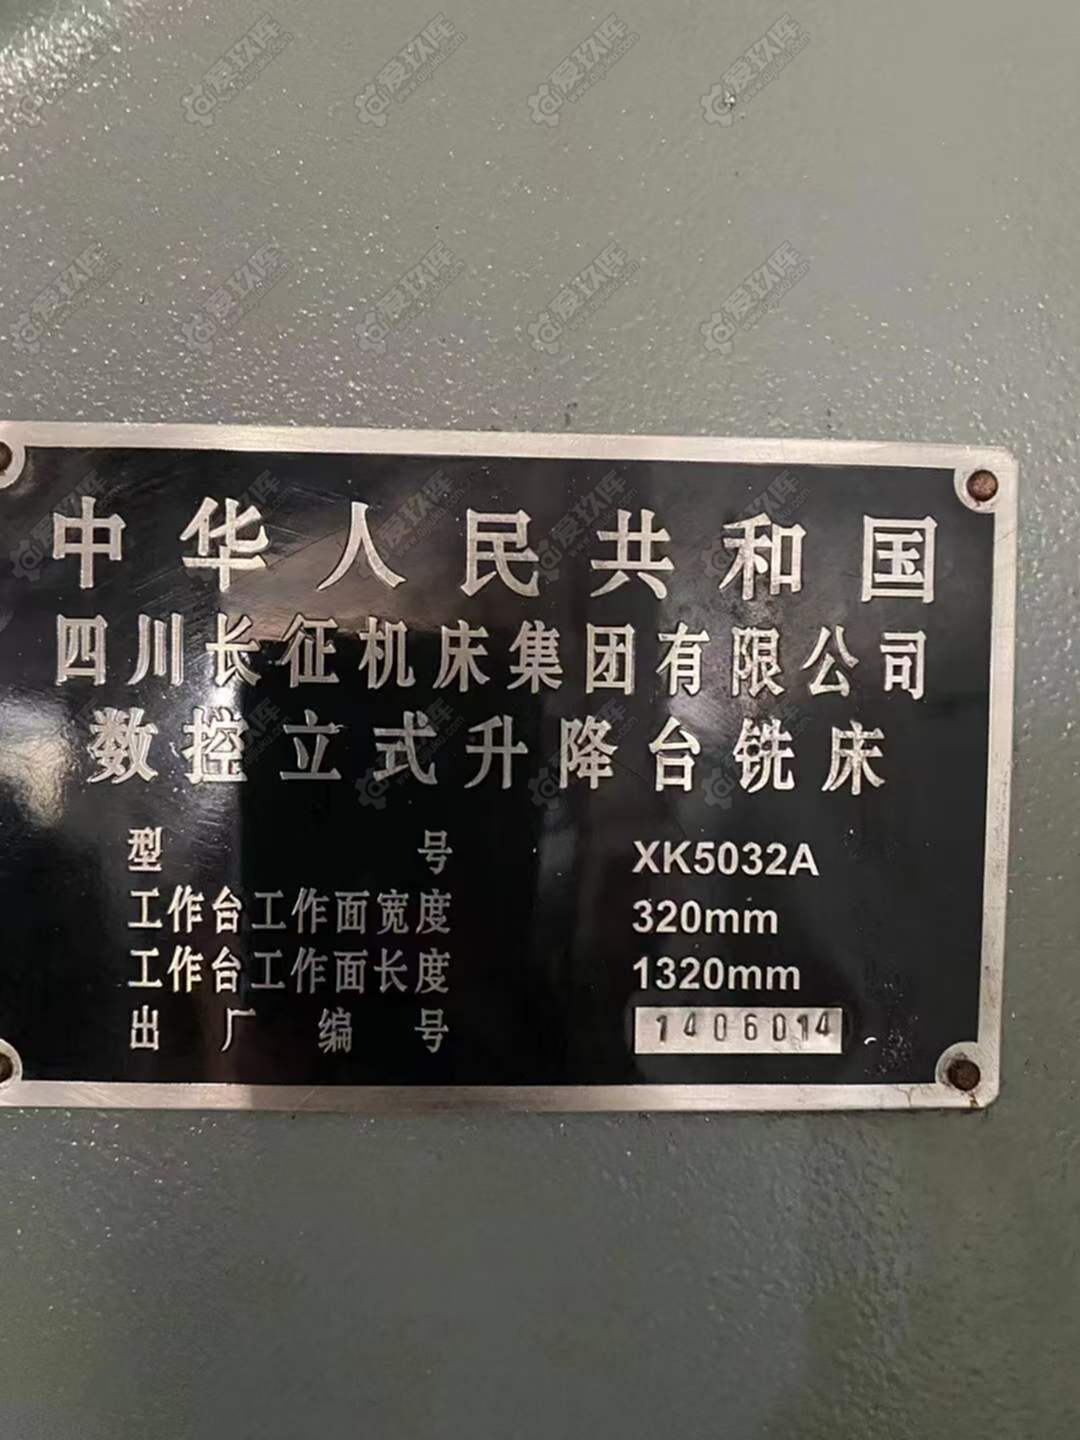 中华人民共和国
四川长征机床集团有限公司
数控立式升降台铣床
型号 XK5032A
工作台工作面宽度 320mm
工作台工作面长度 1320mm
出厂编号 1406014